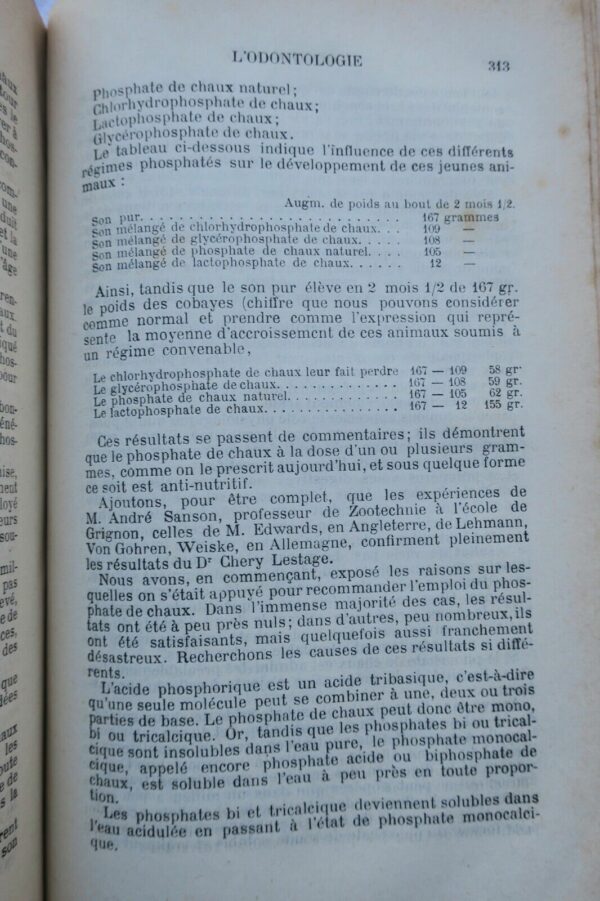 L'ODONTOLOGIE 313
Phosphate de chaux naturel;
Chlorhydrophosphate de chaux;
Lactophosphate de chaux;
Glycérophosphate de chaux.
Le tableau ci-dessous indique l'influence de ces différents
régimes phosphatés sur le développement de ces jeunes ani-
maux :
Augm. de poids au bout de 2 mois 1/2.
Son pur. . . . . . . . . . . . . . . . . . . . . . . . . . 167 grammes
Son mélangé de chlorhydrophosphate de chaux. . . 109 —
Son mélangé de glycérophosphate de chaux. . . . . 108 —
Son mélangé de phosphate de chaux naturel. . . . 105 —
Son mélangé de lactophosphate de chaux. . . . . . 12 —
Ainsi, tandis que le son pur élève en 2 mois 1/2 de 167 gr.
le poids des cobayes (chiffre que nous pouvons considérer
comme normal et prendre comme l'expression qui repré-
sente la moyenne d'accroissement de ces animaux soumis à
un régime convenable,
Le chlorhydrophosphate de chaux leur fait perdre 167 — 109 58 gr.
Le glycérophosphate de chaux. . . . . . . . . . . . . 167 — 108 59 gr.
Le phosphate de chaux naturel. . . . . . . . . . . . 167 — 105 62 gr.
Le lactophosphate de chaux. . . . . . . . . . . . . . 167 — 12 155 gr.
Ces résultats se passent de commentaires; ils démontrent
que le phosphate de chaux à la dose d'un ou plusieurs gram-
mes, comme on le prescrit aujourd'hui, et sous quelque forme
ce soit est anti-nutritif.
Ajoutons, pour être complet, que les expériences de
M. André Sanson, professeur de Zootechnie à l'école de
Grignon, celles de M. Edwards, en Angleterre, de Lehmann,
Von Gohren, Weiske, en Allemagne, confirment pleinement
les résultats du Dr Chery Lestage.
Nous avons, en commençant, exposé les raisons sur les-
quelles on s'était appuyé pour recommander l'emploi du phos-
phate de chaux. Dans l'immense majorité des cas, les résul-
tats ont été à peu près nuls; dans d'autres, peu nombreux, ils
ont été satisfaisants, mais quelquefois aussi franchement
désastreux. Recherchons les causes de ces résultats si diffé-
rents.
L'acide phosphorique est un acide tribasique, c'est-à-dire
qu'une seule molécule peut se combiner à une, deux ou trois
parties de base. Le phosphate de chaux peut donc être mono,
bi ou tricalcique. Or, tandis que les phosphates bi ou trical-
cique sont insolubles dans l'eau pure, le phosphate monocal-
cique, appelé encore phosphate acide ou biphosphate de
chaux, est soluble dans l'eau à peu près en toute propor-
tion.
Les phosphates bi et tricalcique deviennent solubles dans
l'eau acidulée en passant à l'état de phosphate monocalci-
que.